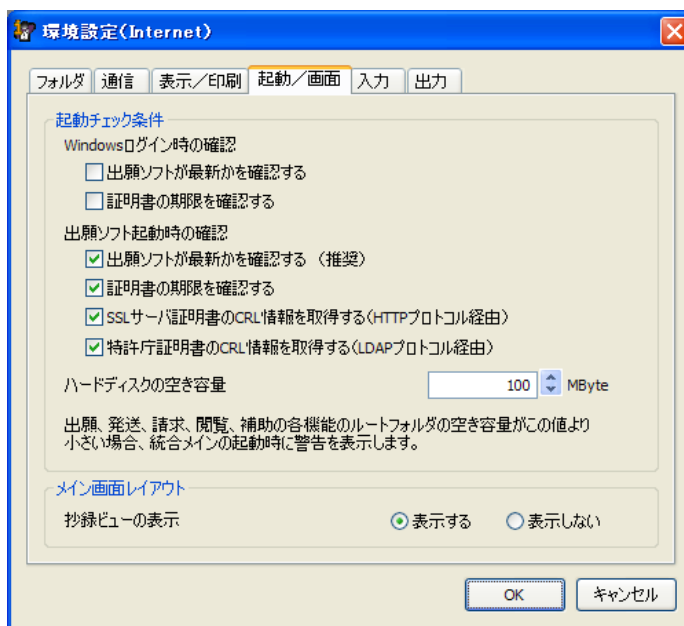 環境設定(Internet)
フォルダ 通信 表示／印刷 起動／画面 入力 出力
起動チェック条件
Windowsログイン時の確認
出願ソフトが最新かを確認する
証明書の期限を確認する
出願ソフト起動時の確認
出願ソフトが最新かを確認する （推奨）
証明書の期限を確認する
SSLサーバ証明書のCRL情報を取得する(HTTPプロトコル経由)
特許庁証明書のCRL情報を取得する(LDAPプロトコル経由)
ハードディスクの空き容量 100 MByte
出願、発送、請求、閲覧、補助の各機能のルートフォルダの空き容量がこの値より
小さい場合、統合メインの起動時に警告を表示します。
メイン画面レイアウト
抄録ビューの表示 表示する 表示しない
OK キャンセル